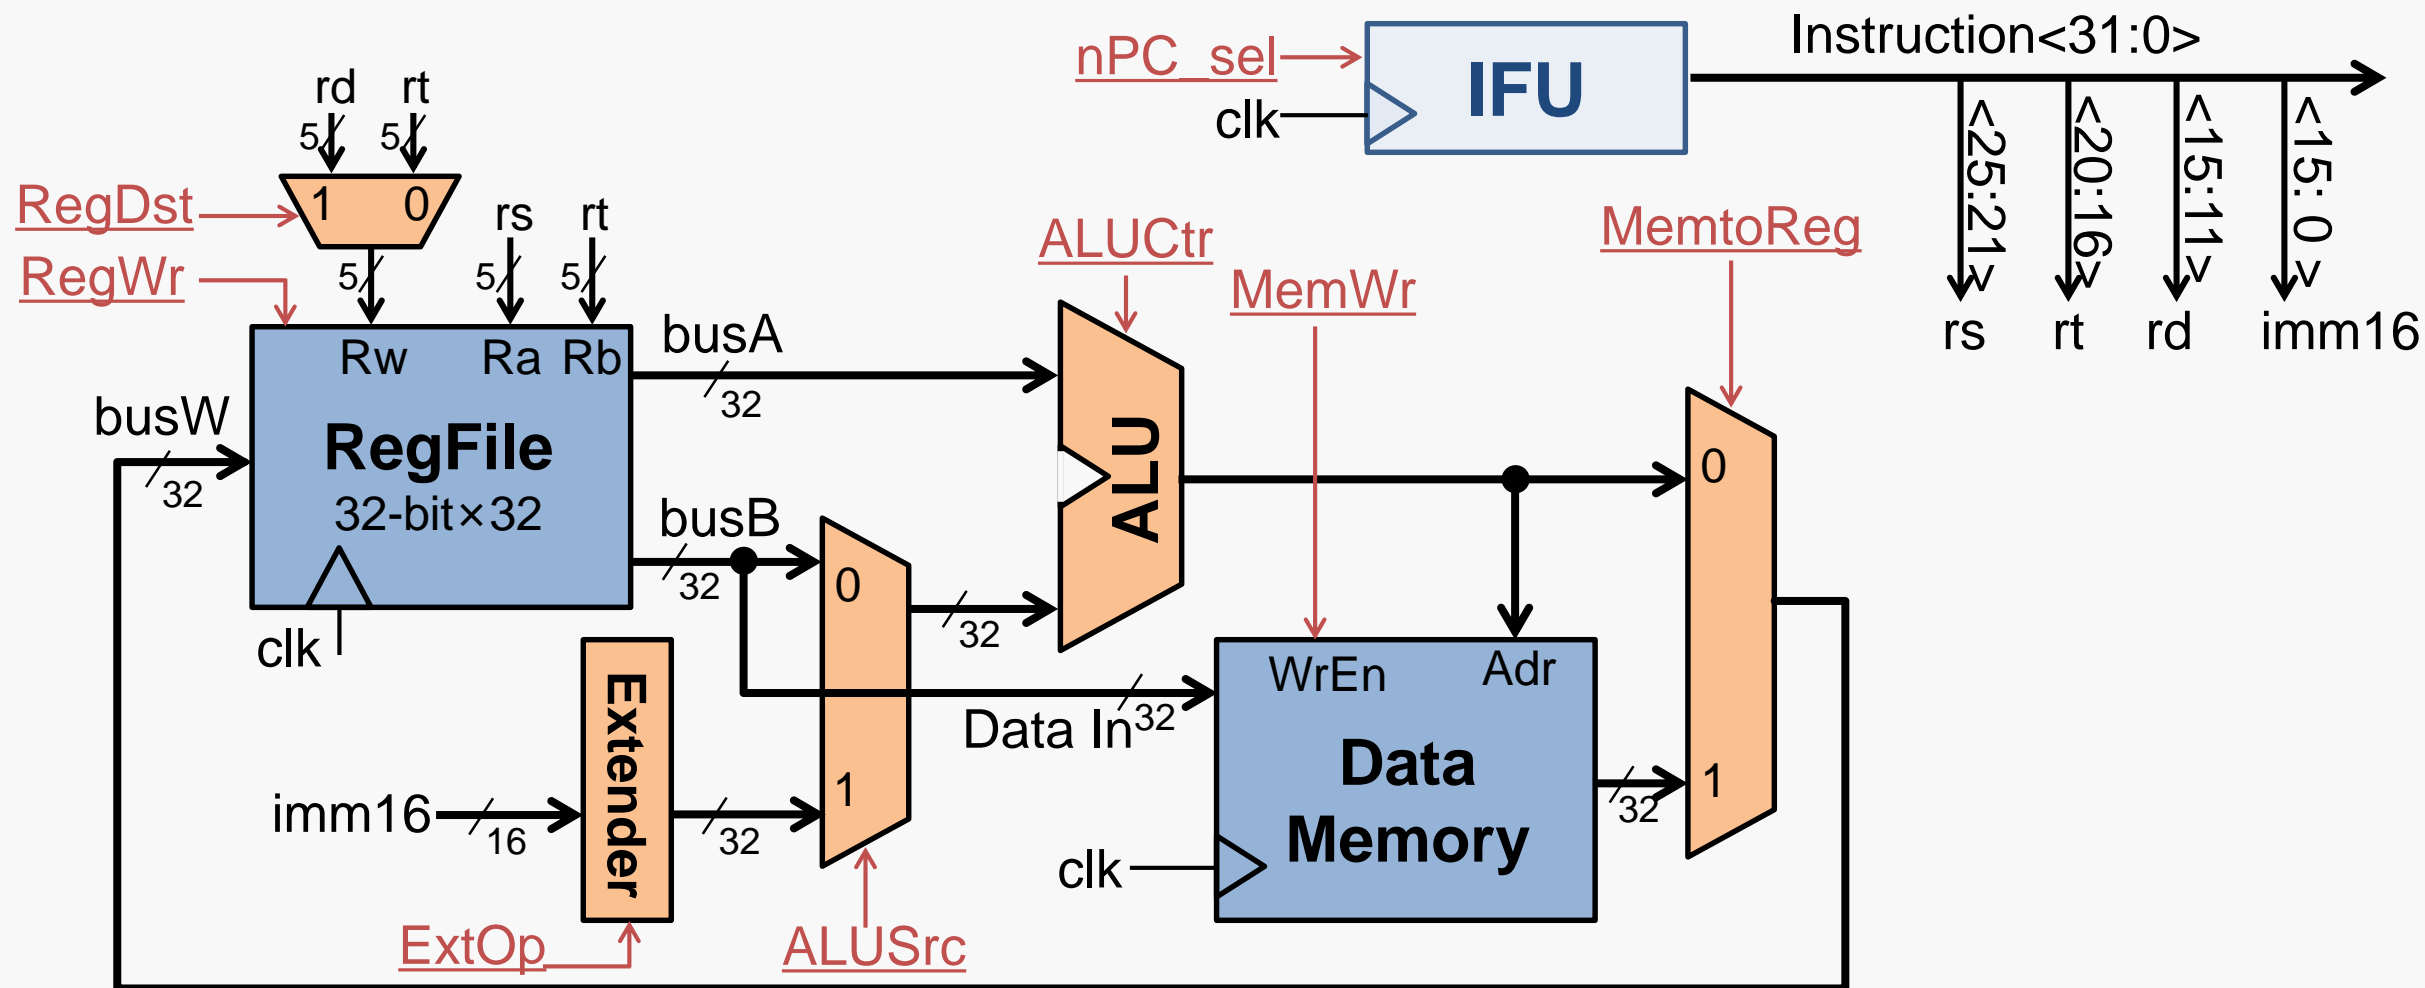 Instruction<31:0>
nPC_sel
IFU
clk
rd rt
5 5
<25:21>
<20:16>
<15:11>
<15: 0 >
RegDst
1 0
rs rt
ALUCtr
MemtoReg
RegWr
5 5 5
MemWr
rs rt rd imm16
Rw Ra Rb
busA
32
busW
32
RegFile
32-bit×32
ALU
0
busB
32
0
32
clk
WrEn Adr
Data In
32
Extender
Data
Memory
1
32
imm16
16
32
1
clk
ExtOp
ALUSrc